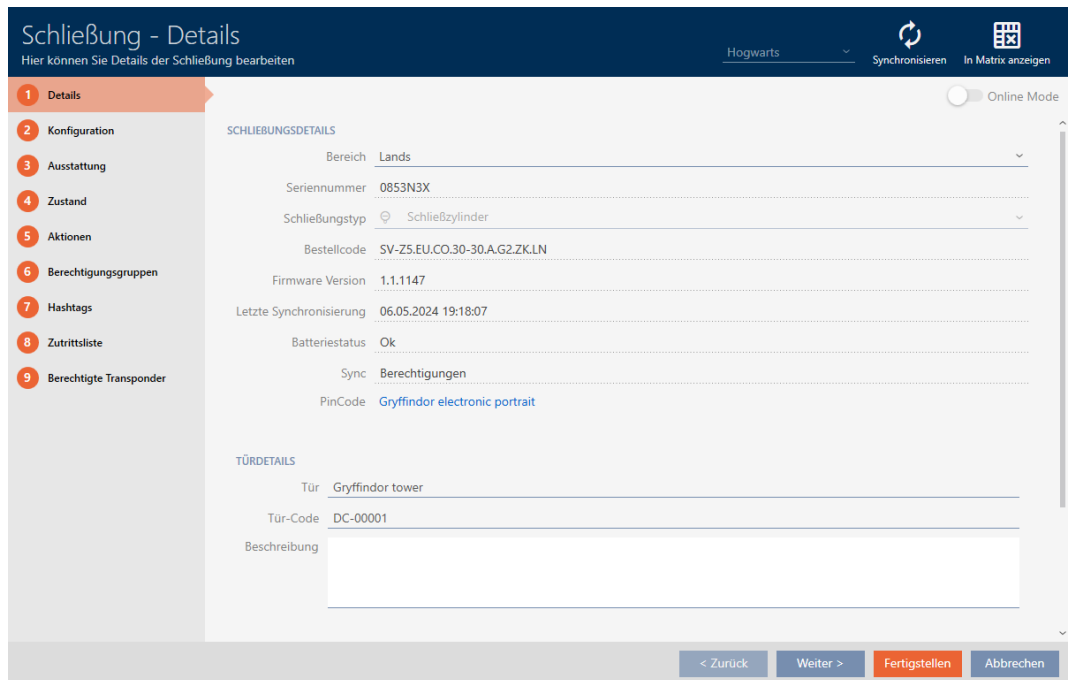 Schließung - Details
Hier können Sie Details der Schließung bearbeiten
Hogwarts
Synchronisieren
In Matrix anzeigen
1 Details
2 Konfiguration
3 Ausstattung
4 Zustand
5 Aktionen
6 Berechtigungsgruppen
7 Hashtags
8 Zutrittsliste
9 Berechtigte Transponder
Online Mode
SCHLIEßUNGSDETAILS
Bereich Lands
Seriennummer 0853N3X
Schließungstyp Schließzylinder
Bestellcode SV-Z5.EU.CO.30-30.A.G2.ZK.LN
Firmware Version 1.1.1147
Letzte Synchronisierung 06.05.2024 19:18:07
Batteriestatus Ok
Sync Berechtigungen
PinCode Gryffindor electronic portrait
TÜRDETAILS
Tür Gryffindor tower
Tür-Code DC-00001
Beschreibung
< Zurück
Weiter >
Fertigstellen
Abbrechen